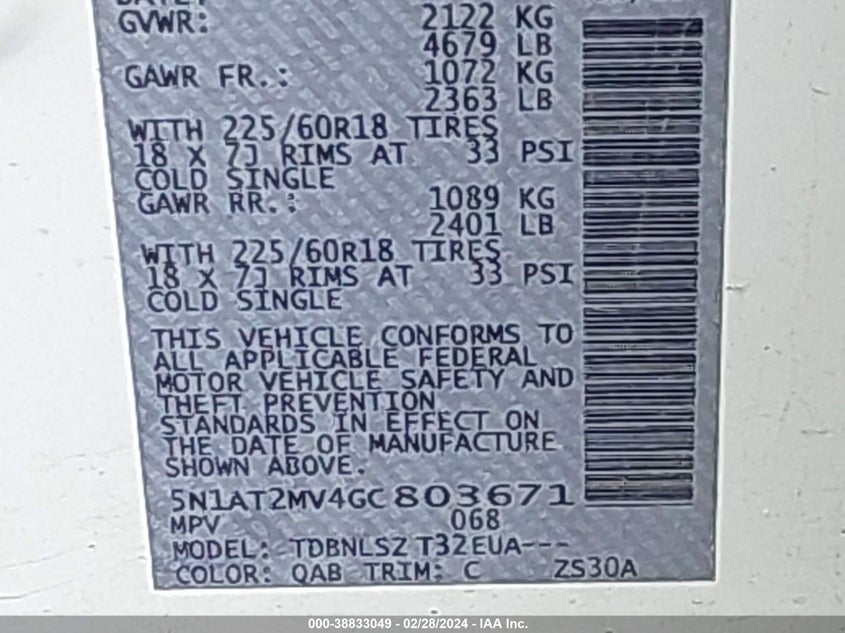 GVWR: 2122 KG
4679 LB
GAWR FR.: 1072 KG
2363 LB
WITH 225/60R18 TIRES
18 X 7J RIMS AT 33 PSI
COLD SINGLE
GAWR RR.: 1089 KG
2401 LB
WITH 225/60R18 TIRES
18 X 7J RIMS AT 33 PSI
COLD SINGLE
THIS VEHICLE CONFORMS TO
ALL APPLICABLE FEDERAL
MOTOR VEHICLE SAFETY AND
THEFT PREVENTION
STANDARDS IN EFFECT ON
THE DATE OF MANUFACTURE
SHOWN ABOVE.
5N1AT2MV4GC803671
MPV 068
MODEL: TDBNLSZ T32EUA---
COLOR: QAB TRIM: C ZS30A
000-38833049 - 02/28/2024 - IAA Inc.